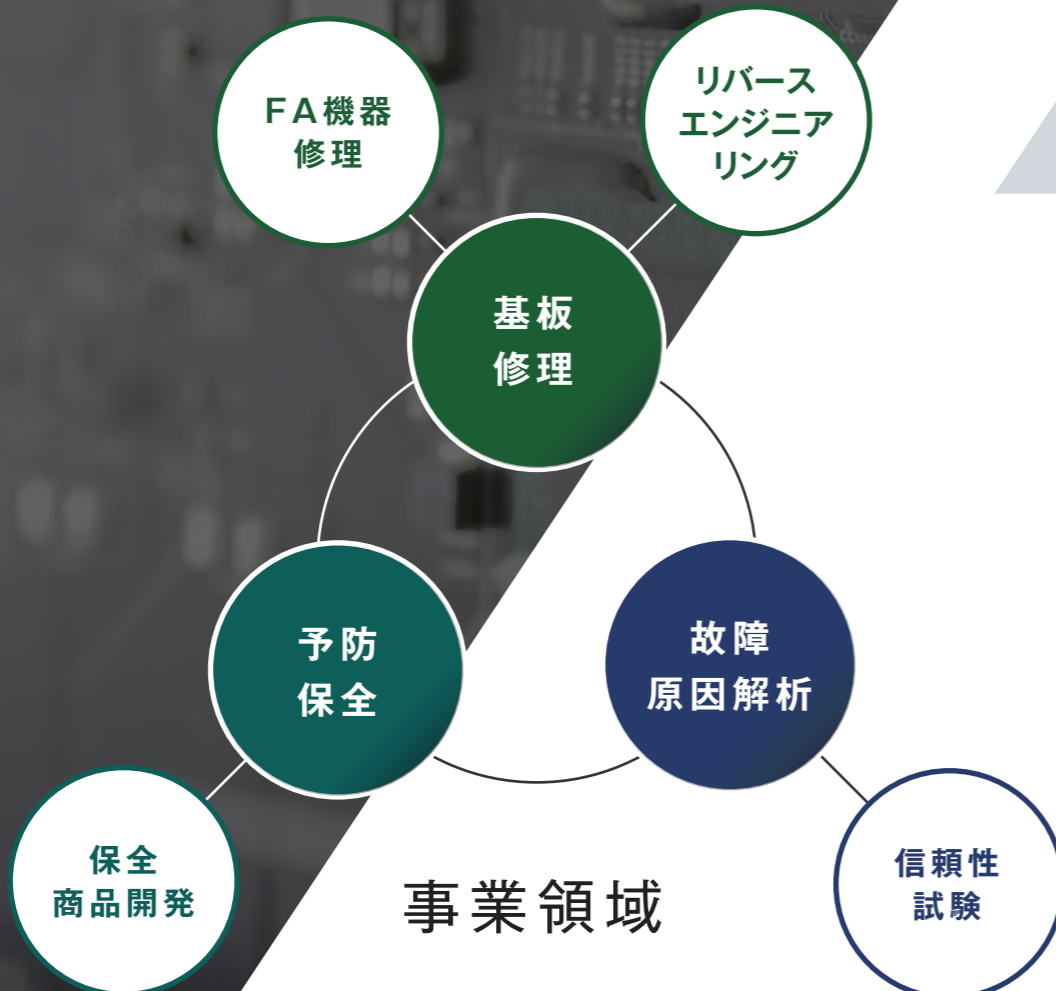 FA機器
修理
リバース
エンジニア
リング
基板
修理
予防
保全
故障
原因解析
保全
商品開発
信頼性
試験
事業領域